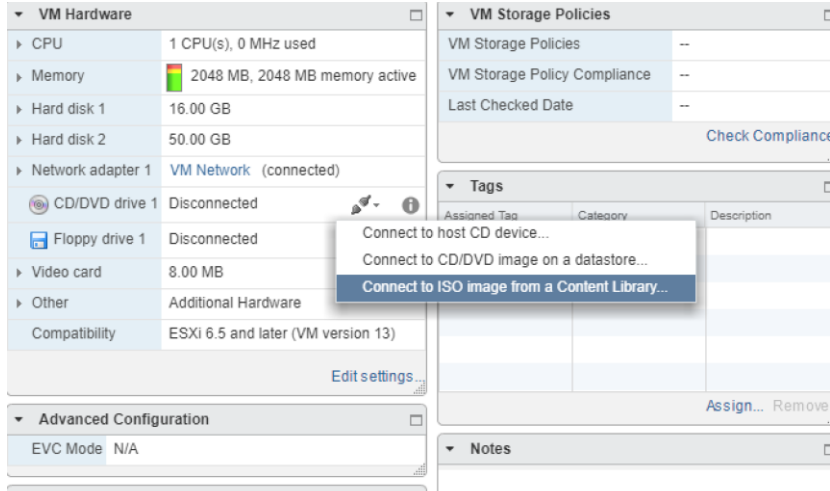 VM Hardware
CPU 1 CPU(s), 0 MHz used
Memory 2048 MB, 2048 MB memory active
Hard disk 1 16.00 GB
Hard disk 2 50.00 GB
Network adapter 1 VM Network (connected)
CD/DVD drive 1 Disconnected
Floppy drive 1 Disconnected
Video card 8.00 MB
Other Additional Hardware
Compatibility ESXi 6.5 and later (VM version 13)
Edit settings...
Connect to host CD device...
Connect to CD/DVD image on a datastore...
Connect to ISO image from a Content Library...
Advanced Configuration
EVC Mode N/A
VM Storage Policies
VM Storage Policies --
VM Storage Policy Compliance --
Last Checked Date --
Check Compliance
Tags
Assigned Tag Category Description
Assign... Remove
Notes